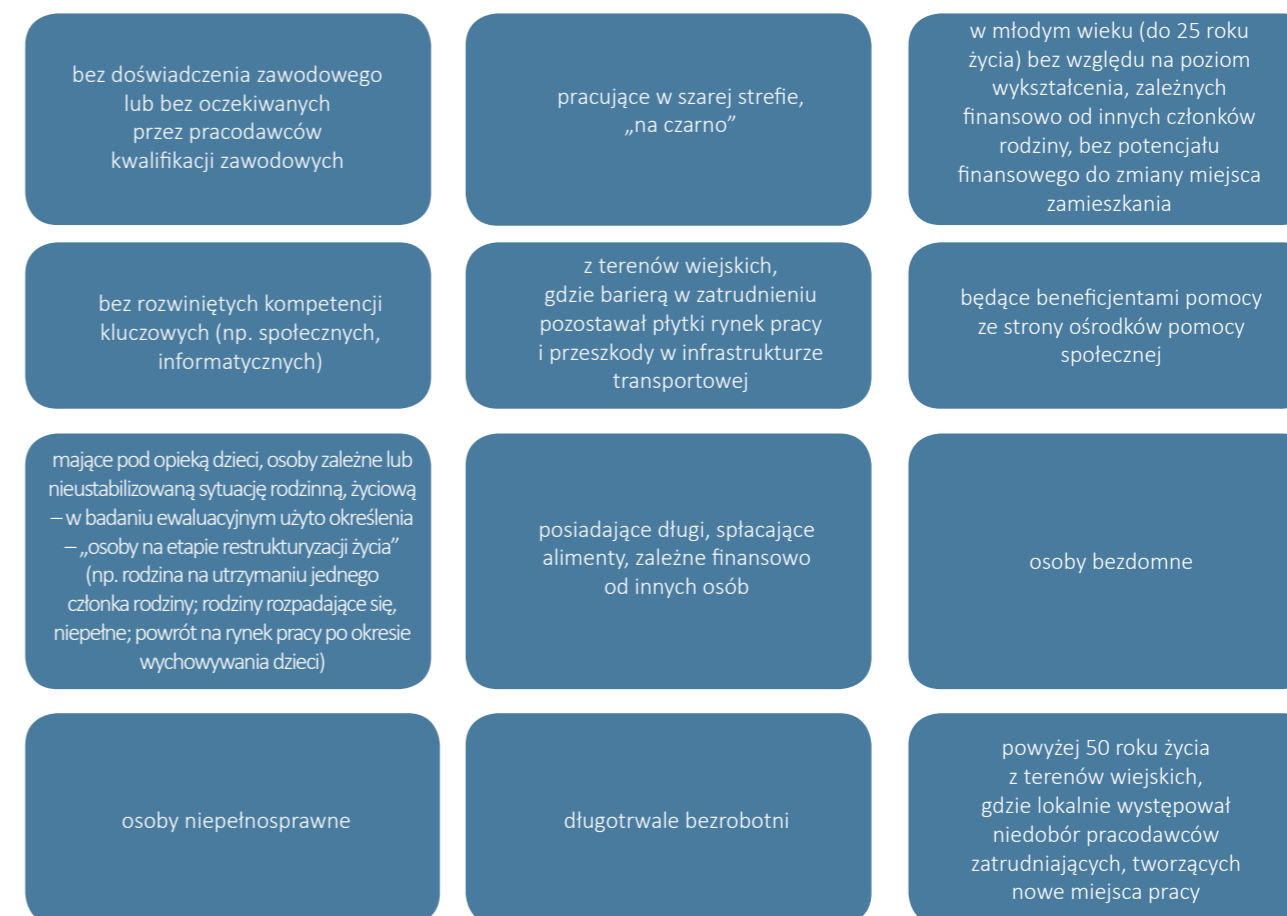 bez doświadczenia zawodowego
lub bez oczekiwanych
przez pracodawców
kwalifikacji zawodowych
pracujące w szarej strefie,
„na czarno”
w młodym wieku (do 25 roku
życia) bez względu na poziom
wykształcenia, zależnych
finansowo od innych członków
rodziny, bez potencjału
finansowego do zmiany miejsca
zamieszkania
bez rozwiniętych kompetencji
kluczowych (np. społecznych,
informatycznych)
z terenów wiejskich,
gdzie barierą w zatrudnieniu
pozostawał płytki rynek pracy
i przeszkody w infrastrukturze
transportowej
będące beneficjentami pomocy
ze strony ośrodków pomocy
społecznej
mające pod opieką dzieci, osoby zależne lub
nieustabilizowaną sytuację rodzinną, życiową
– w badaniu ewaluacyjnym użyto określenia
– „osoby na etapie restrukturyzacji życia”
(np. rodzina na utrzymaniu jednego
członka rodziny; rodziny rozpadające się,
niepełne; powrót na rynek pracy po okresie
wychowywania dzieci)
posiadające długi, spłacające
alimenty, zależne finansowo
od innych osób
osoby bezdomne
osoby niepełnosprawne
długotrwale bezrobotni
powyżej 50 roku życia
z terenów wiejskich,
gdzie lokalnie występował
niedobór pracodawców
zatrudniających, tworzących
nowe miejsca pracy